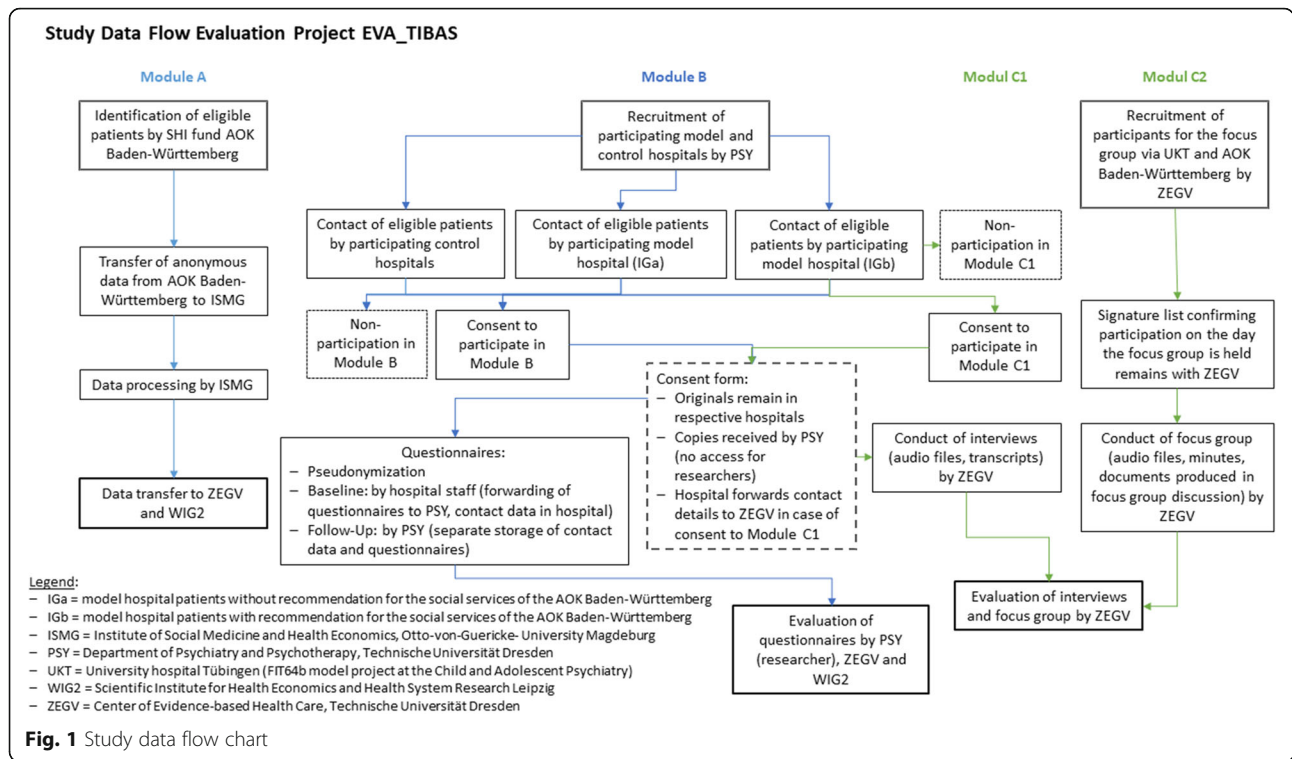 Study Data Flow Evaluation Project EVA_TIBAS
Module A
Module B
Modul C1
Modul C2
Identification of eligible
patients by SHI fund AOK
Baden-Württemberg
Transfer of anonymous
data from AOK Baden-
Württemberg to ISMG
Data processing by ISMG
Data transfer to ZEGV
and WIG2
Recruitment of
participating model and
control hospitals by PSY
Contact of eligible patients
by participating control
hospitals
Contact of eligible
patients by participating
model hospital (IGa)
Contact of eligible
patients by participating
model hospital (IGb)
Non-
participation in
Module C1
Non-
participation in
Module B
Consent to
participate in
Module B
Consent to
participate in
Module C1
Consent form:
– Originals remain in
respective hospitals
– Copies received by PSY
(no access for
researchers)
– Hospital forwards contact
details to ZEGV in case of
consent to Module C1
Questionnaires:
– Pseudonymization
– Baseline: by hospital staff (forwarding of
questionnaires to PSY, contact data in hospital)
– Follow-Up: by PSY (separate storage of contact
data and questionnaires)
Evaluation of
questionnaires by PSY
(researcher), ZEGV and
WIG2
Conduct of interviews
(audio files, transcripts)
by ZEGV
Recruitment of
participants for the focus
group via UKT and AOK
Baden-Württemberg by
ZEGV
Signature list confirming
participation on the day
the focus group is held
remains with ZEGV
Conduct of focus group
(audio files, minutes,
documents produced in
focus group discussion) by
ZEGV
Evaluation of interviews
and focus group by ZEGV
Legend:
– IGa = model hospital patients without recommendation for the social services of the AOK Baden-Württemberg
– IGb = model hospital patients with recommendation for the social services of the AOK Baden-Württemberg
– ISMG = Institute of Social Medicine and Health Economics, Otto-von-Guericke- University Magdeburg
– PSY = Department of Psychiatry and Psychotherapy, Technische Universität Dresden
– UKT = University hospital Tübingen (FIT64b model project at the Child and Adolescent Psychiatry)
– WIG2 = Scientific Institute for Health Economics and Health System Research Leipzig
– ZEGV = Center of Evidence-based Health Care, Technische Universität Dresden
Fig. 1 Study data flow chart